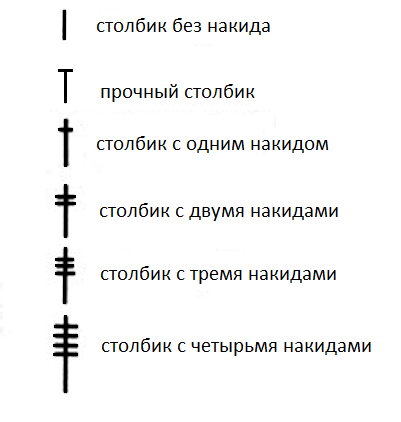 столбик без накида
прочный столбик
столбик с одним накидом
столбик с двумя накидами
столбик с тремя накидами
столбик с четырьмя накидами